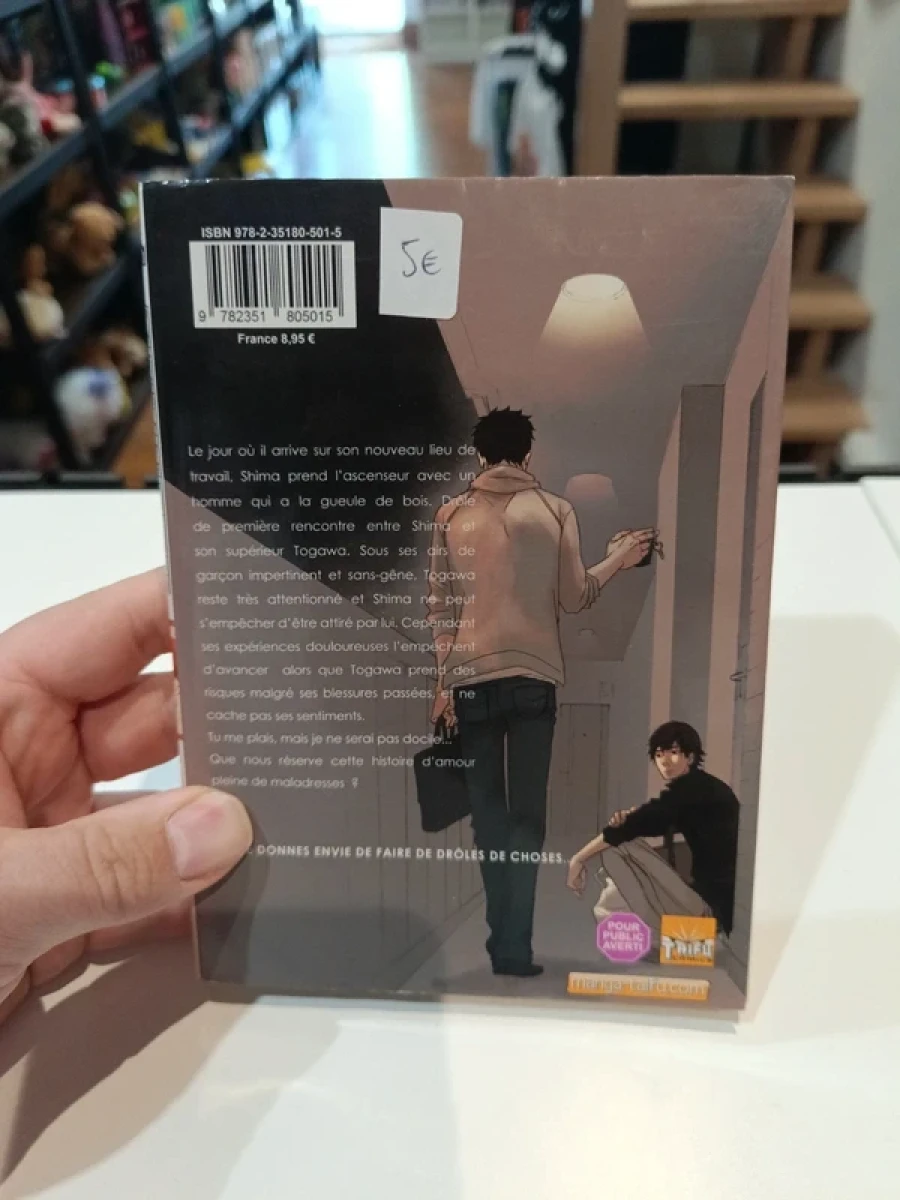 ISBN 978-2-35180-501-5
5€
9 782351 805015
France 8,95 €
Le jour où il arrive sur son nouveau lieu de
travail, Shima prend l'ascenseur avec un
homme qui a la gueule de bois. Drôle
de première rencontre entre Shima et
son supérieur Togawa. Sous ses airs de
garçon impertinent et sans-gêne, Togawa
reste très attentionné et Shima ne peut
s'empêcher d'être attiré par lui. Cependant
ses expériences douloureuses l'empêchent
d'avancer alors que Togawa prend des
risques malgré ses blessures passées, et ne
cache pas ses sentiments.
Tu me plais, mais je ne serai pas docile...
Que nous réserve cette histoire d'amour
pleine de maladresses ?
DONNES ENVIE DE FAIRE DE DRÔLES DE CHOSES...
POUR
PUBLIC
AVERTI
TAIFU
manga-taifu.com